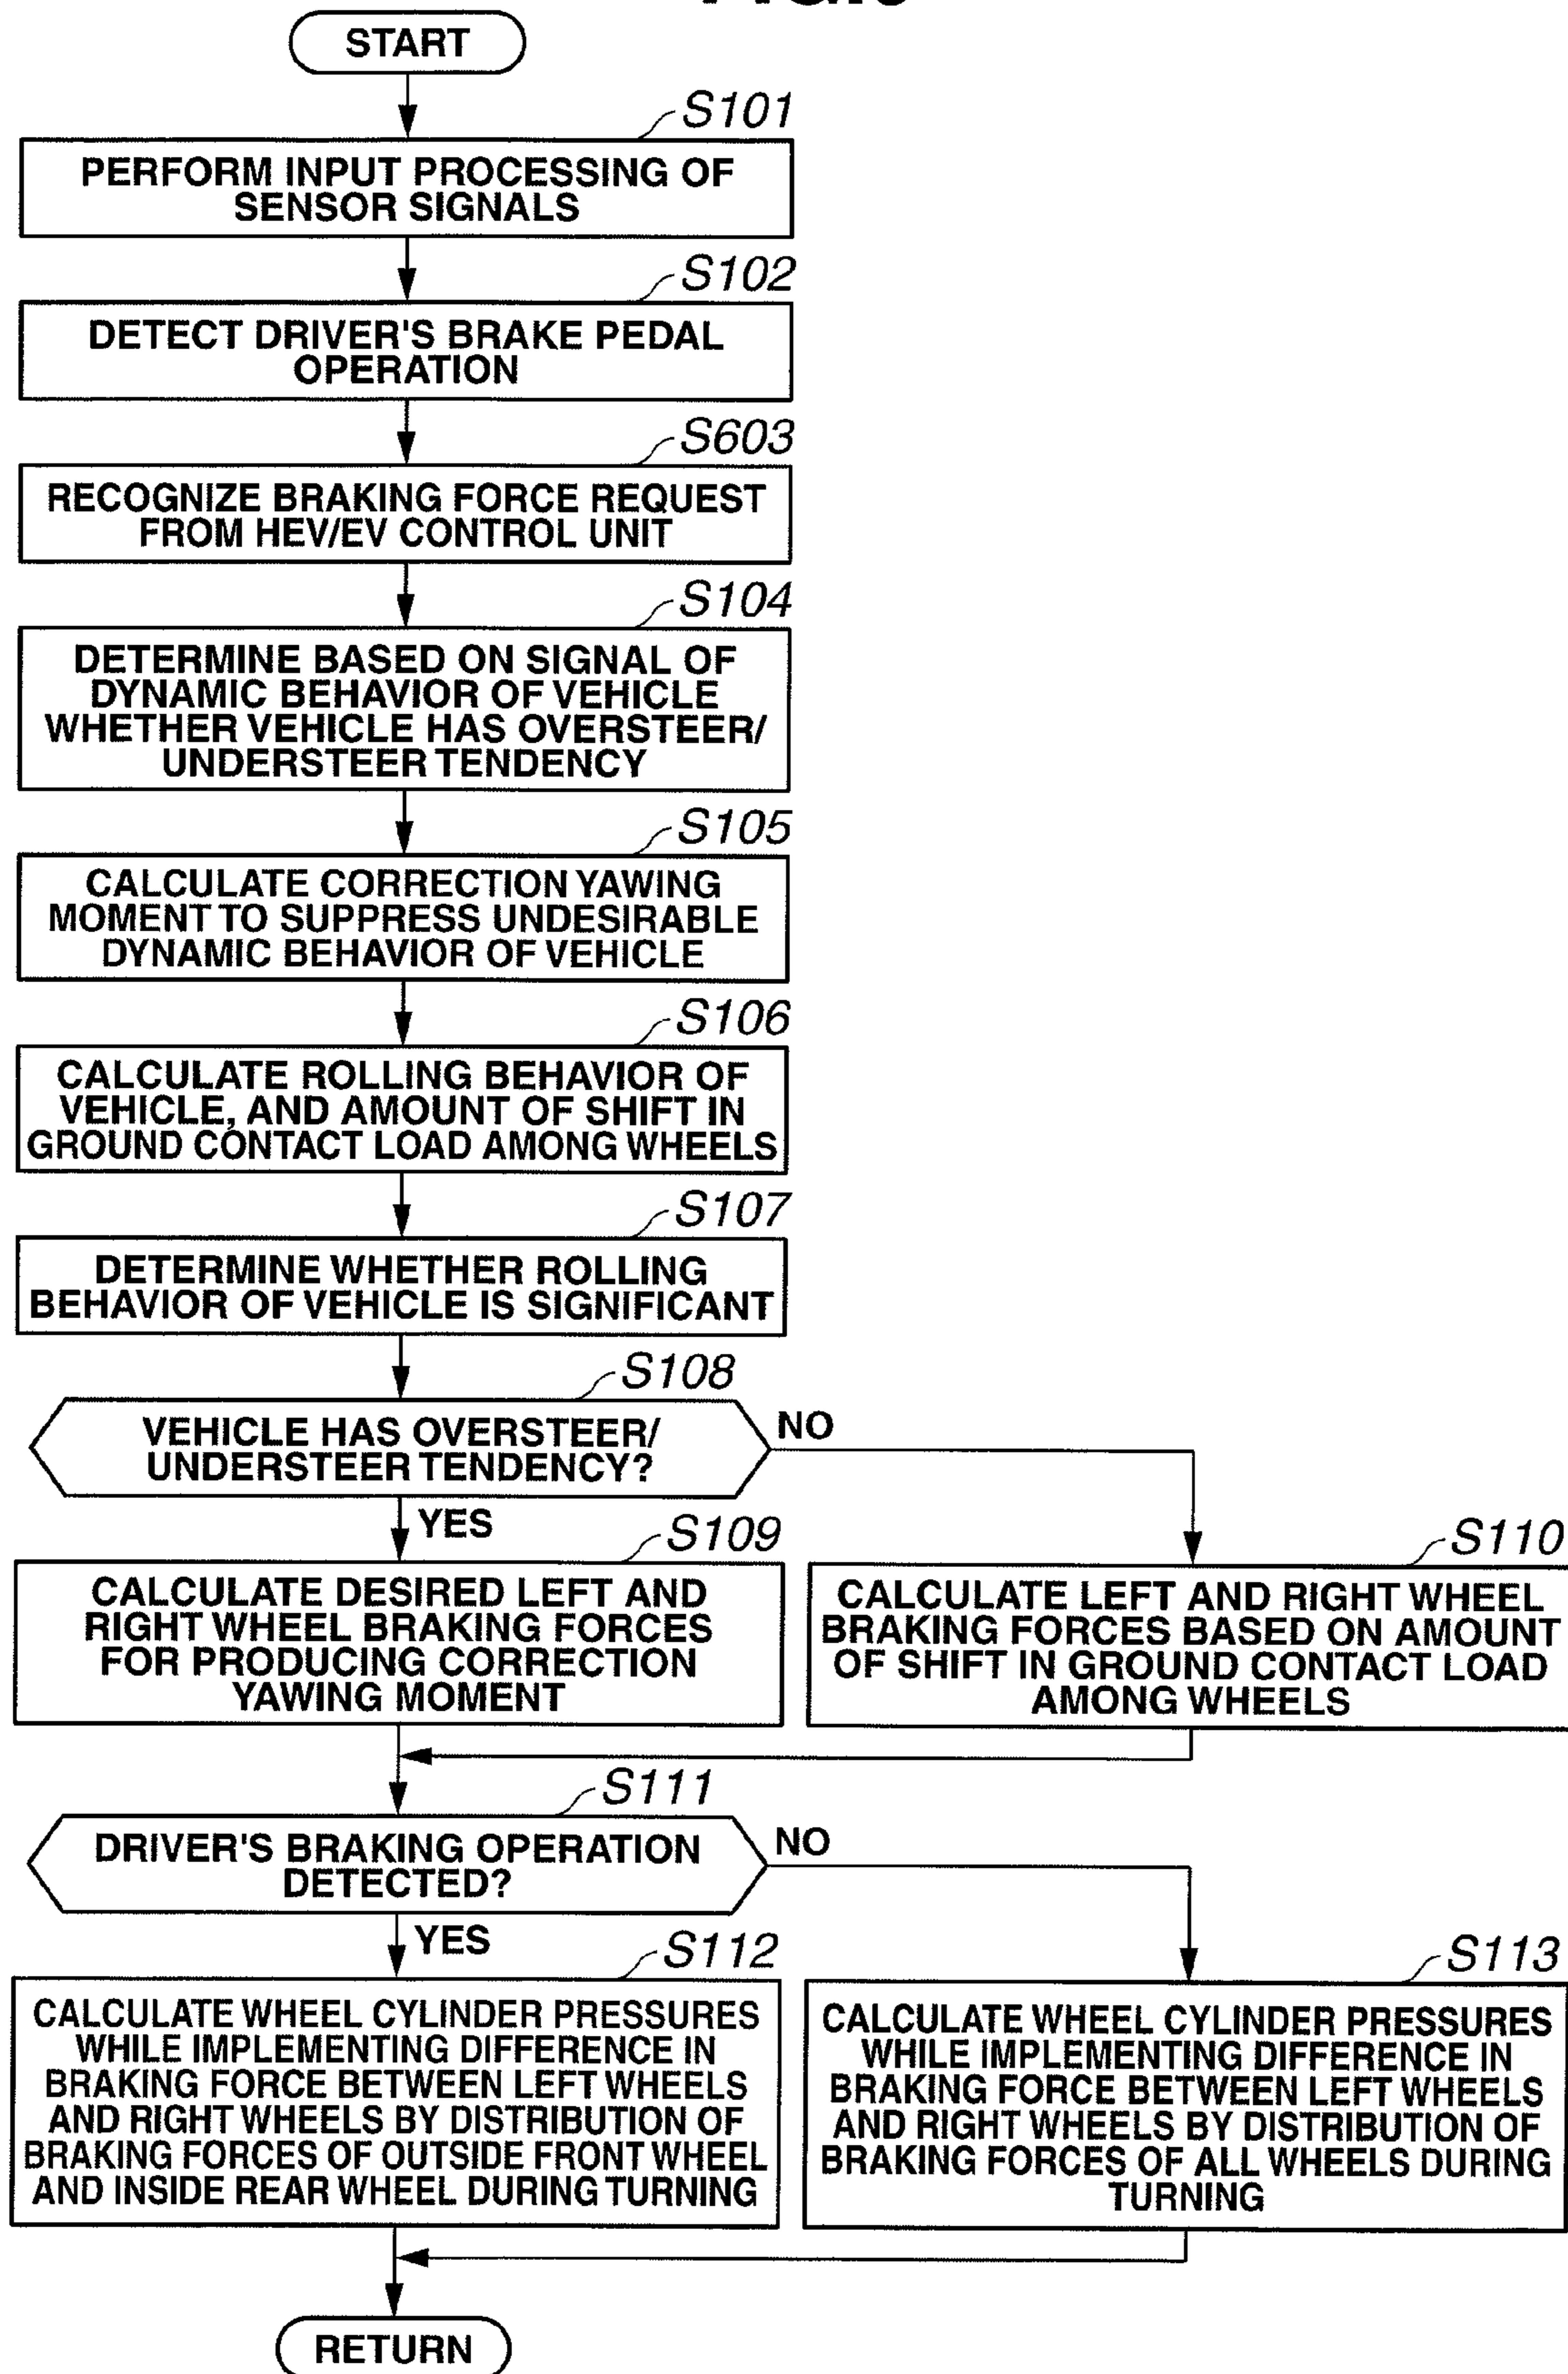 START
S101
PERFORM INPUT PROCESSING OF
SENSOR SIGNALS
S102
DETECT DRIVER'S BRAKE PEDAL
OPERATION
S603
RECOGNIZE BRAKING FORCE REQUEST
FROM HEV/EV CONTROL UNIT
S104
DETERMINE BASED ON SIGNAL OF
DYNAMIC BEHAVIOR OF VEHICLE
WHETHER VEHICLE HAS OVERSTEER/
UNDERSTEER TENDENCY
S105
CALCULATE CORRECTION YAWING
MOMENT TO SUPPRESS UNDESIRABLE
DYNAMIC BEHAVIOR OF VEHICLE
S106
CALCULATE ROLLING BEHAVIOR OF
VEHICLE, AND AMOUNT OF SHIFT IN
GROUND CONTACT LOAD AMONG WHEELS
S107
DETERMINE WHETHER ROLLING
BEHAVIOR OF VEHICLE IS SIGNIFICANT
S108
VEHICLE HAS OVERSTEER/
UNDERSTEER TENDENCY?
NO
YES
S109
CALCULATE DESIRED LEFT AND
RIGHT WHEEL BRAKING FORCES
FOR PRODUCING CORRECTION
YAWING MOMENT
S110
CALCULATE LEFT AND RIGHT WHEEL
BRAKING FORCES BASED ON AMOUNT
OF SHIFT IN GROUND CONTACT LOAD
AMONG WHEELS
S111
DRIVER'S BRAKING OPERATION
DETECTED?
NO
YES
S112
CALCULATE WHEEL CYLINDER PRESSURES
WHILE IMPLEMENTING DIFFERENCE IN
BRAKING FORCE BETWEEN LEFT WHEELS
AND RIGHT WHEELS BY DISTRIBUTION OF
BRAKING FORCES OF OUTSIDE FRONT WHEEL
AND INSIDE REAR WHEEL DURING TURNING
S113
CALCULATE WHEEL CYLINDER PRESSURES
WHILE IMPLEMENTING DIFFERENCE IN
BRAKING FORCE BETWEEN LEFT WHEELS
AND RIGHT WHEELS BY DISTRIBUTION OF
BRAKING FORCES OF ALL WHEELS DURING
TURNING
RETURN